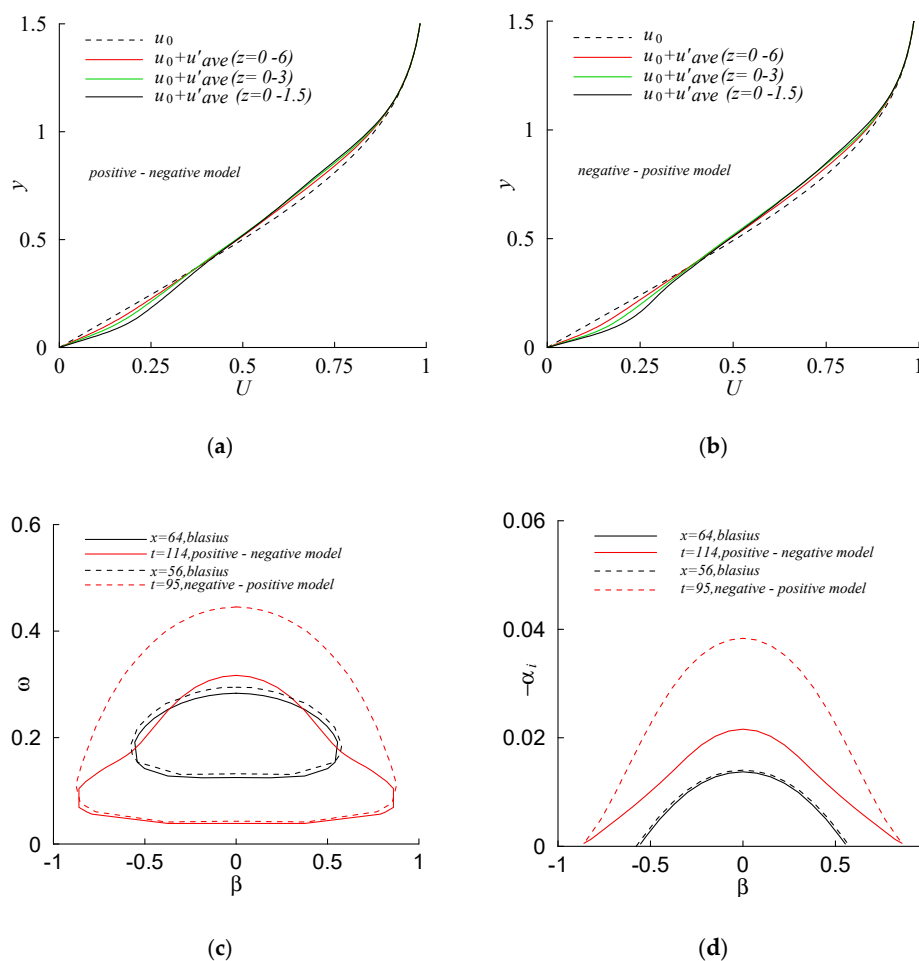 1.5
u0
u0+u'ave (z=0 -6)
u0+u'ave (z= 0-3)
u0+u'ave (z=0 -1.5)
1
y
positive - negative model
0.5
0
0
0.25
0.5
0.75
1
U
(a)
1.5
u0
u0+u'ave (z=0 -6)
u0+u'ave (z= 0-3)
u0+u'ave (z=0 -1.5)
1
y
negative - positive model
0.5
0
0
0.25
0.5
0.75
1
U
(b)
0.6
x=64,blasius
t=114,positive - negative model
x=56,blasius
t=95,negative - positive model
0.4
ω
0.2
0
-1
-0.5
0
0.5
1
β
(c)
0.06
x=64,blasius
t=114,positive - negative model
x=56,blasius
t=95,negative - positive model
0.04
-αi
0.02
0
-1
-0.5
0
0.5
β
(d)